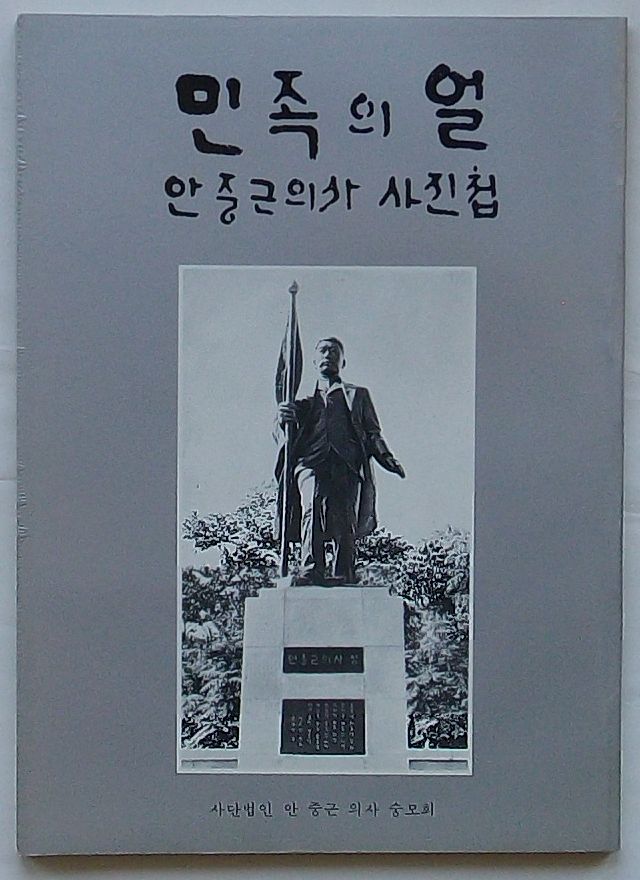 민족의 얼
안중근의사 사진첩
안중근의사 상
사단법인 안 중근 의사 숭모회